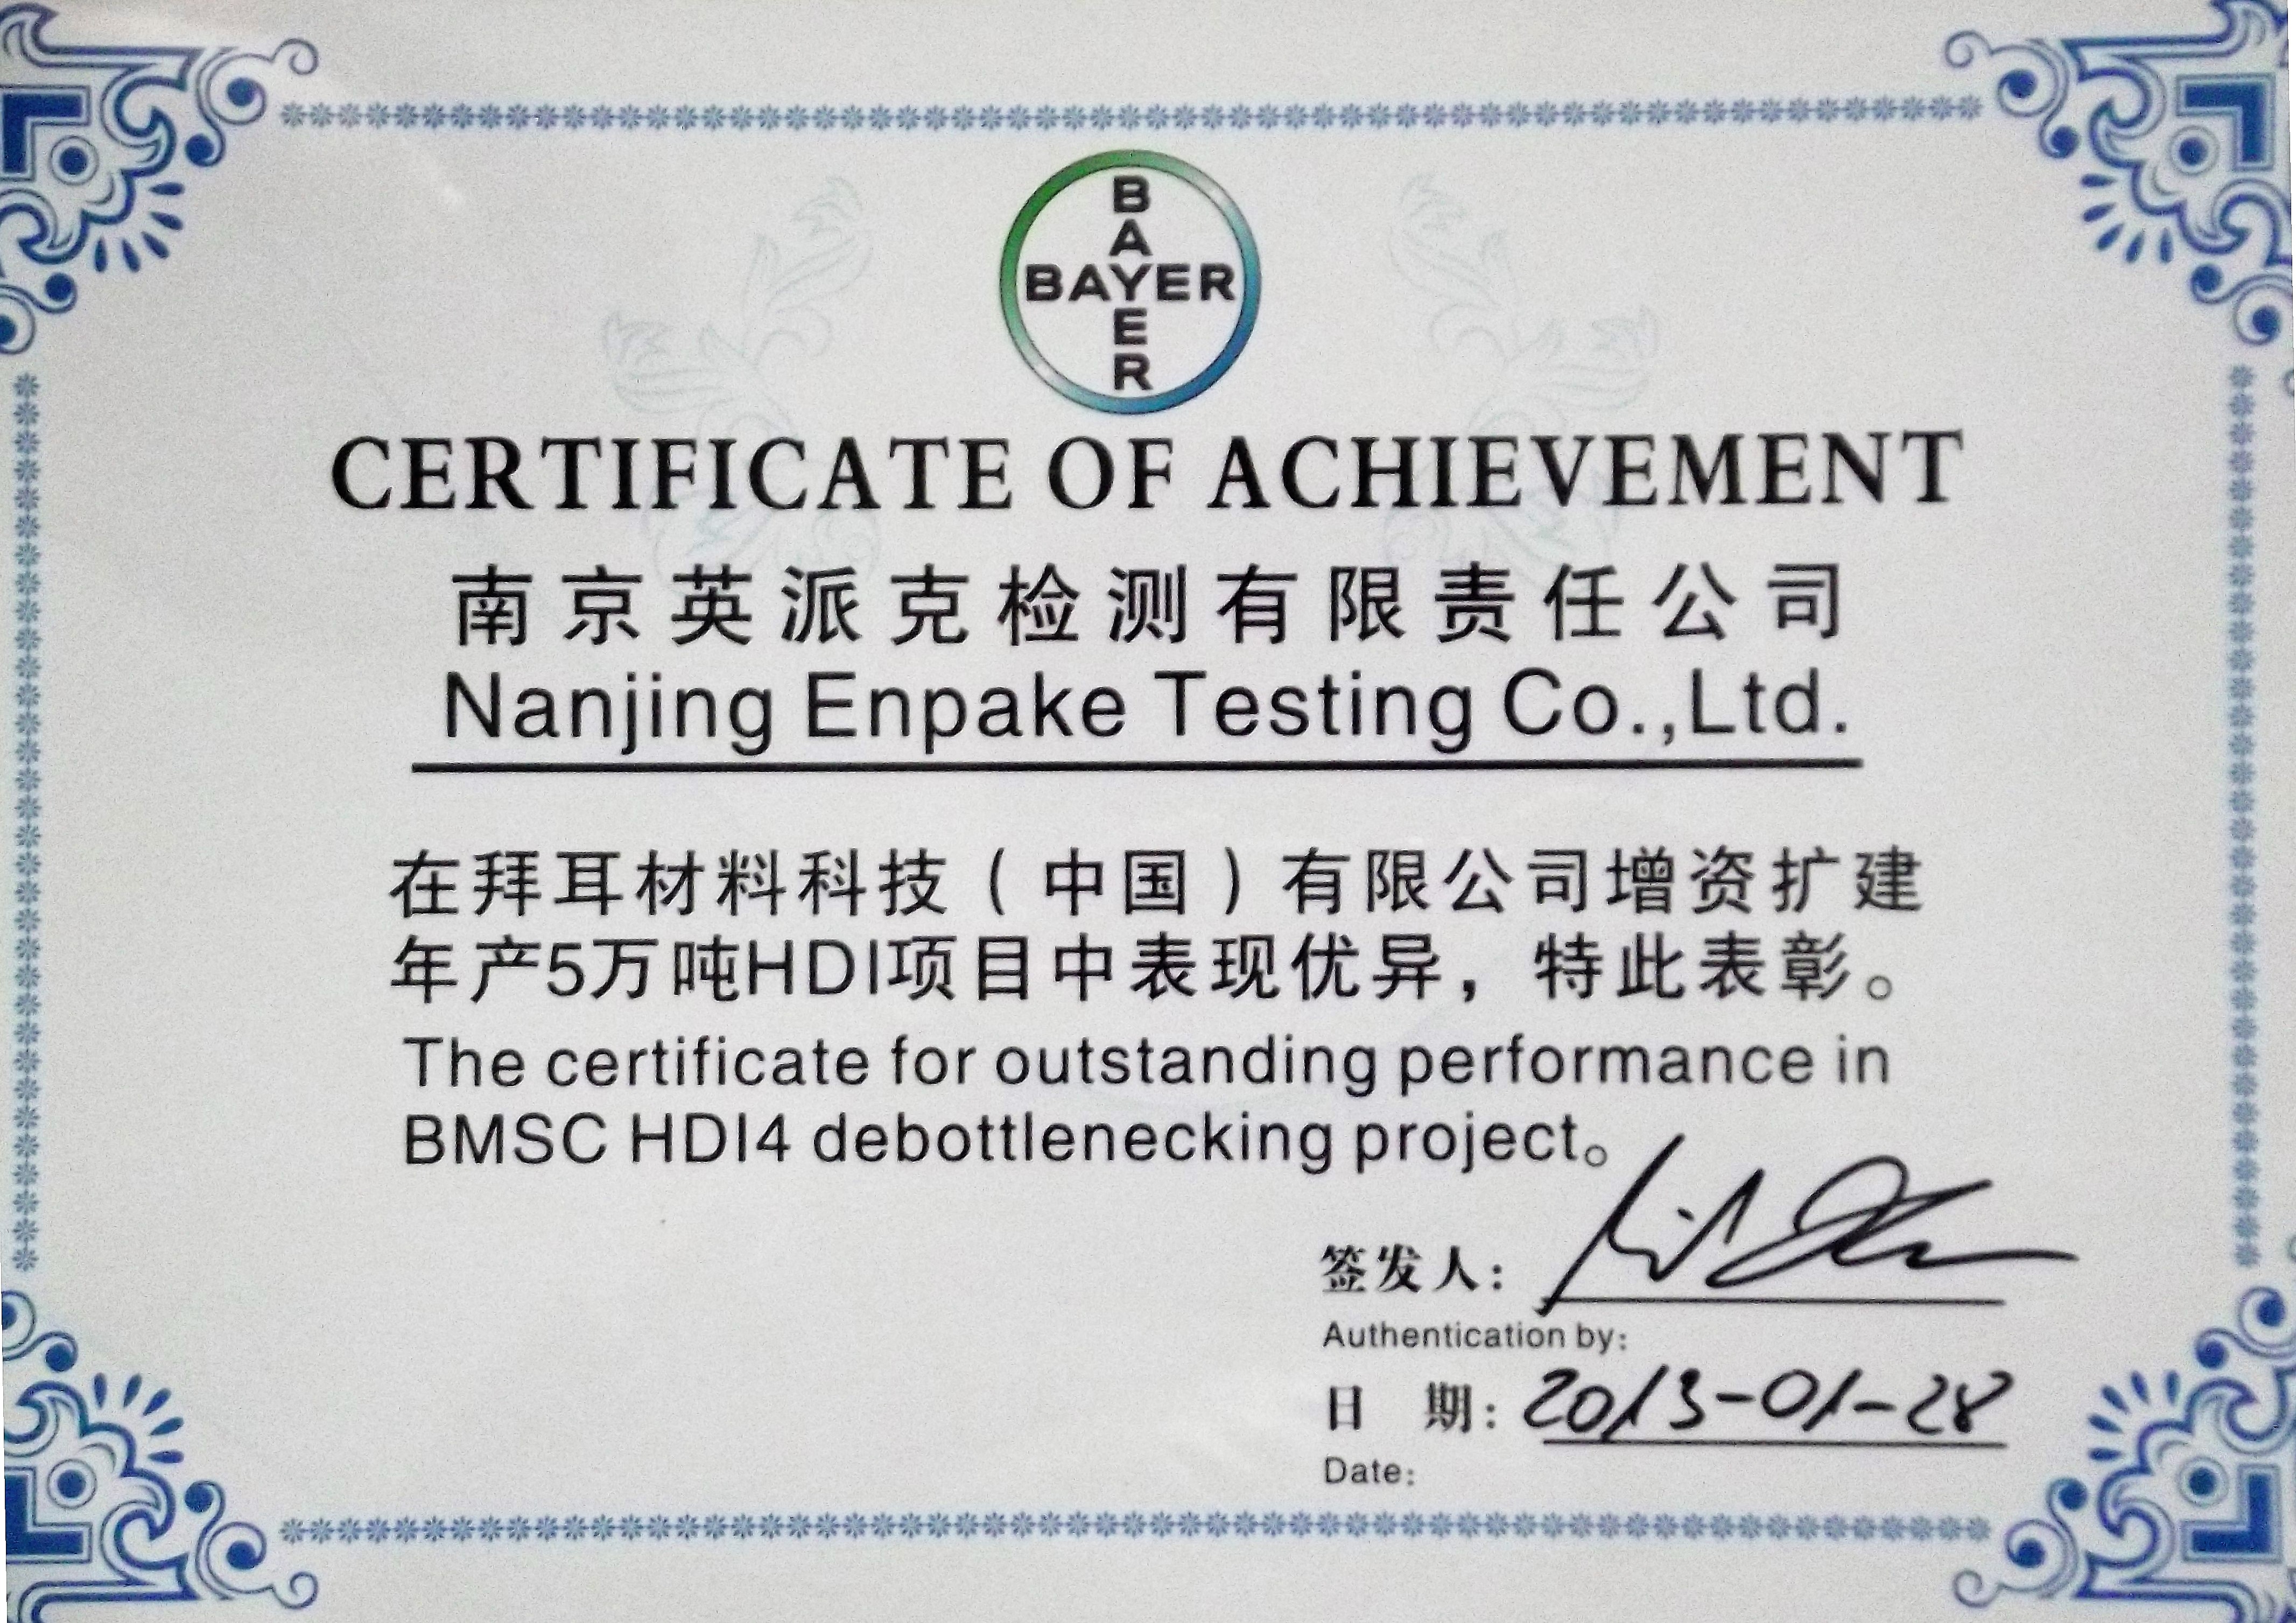 BAYER
BAYER
CERTIFICATE OF ACHIEVEMENT
南京英派克检测有限责任公司
Nanjing Enpake Testing Co.,Ltd.
在拜耳材料科技（中国）有限公司增资扩建
年产5万吨HDI项目中表现优异，特此表彰。
The certificate for outstanding performance in
BMSC HDI4 debottlenecking project。
签发人：
Authentication by:
日 期: 2013-01-28
Date: